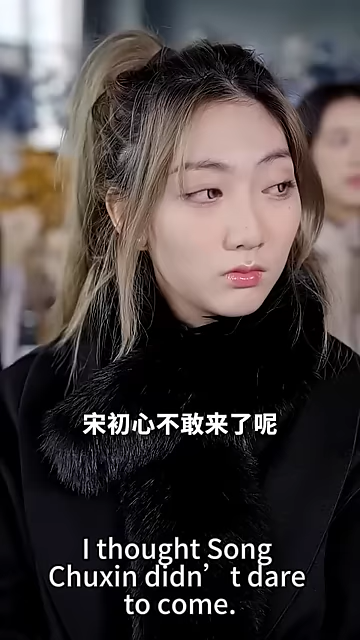 宋初心不敢来了呢
I thought Song
Chuxin didn’t dare
to come.